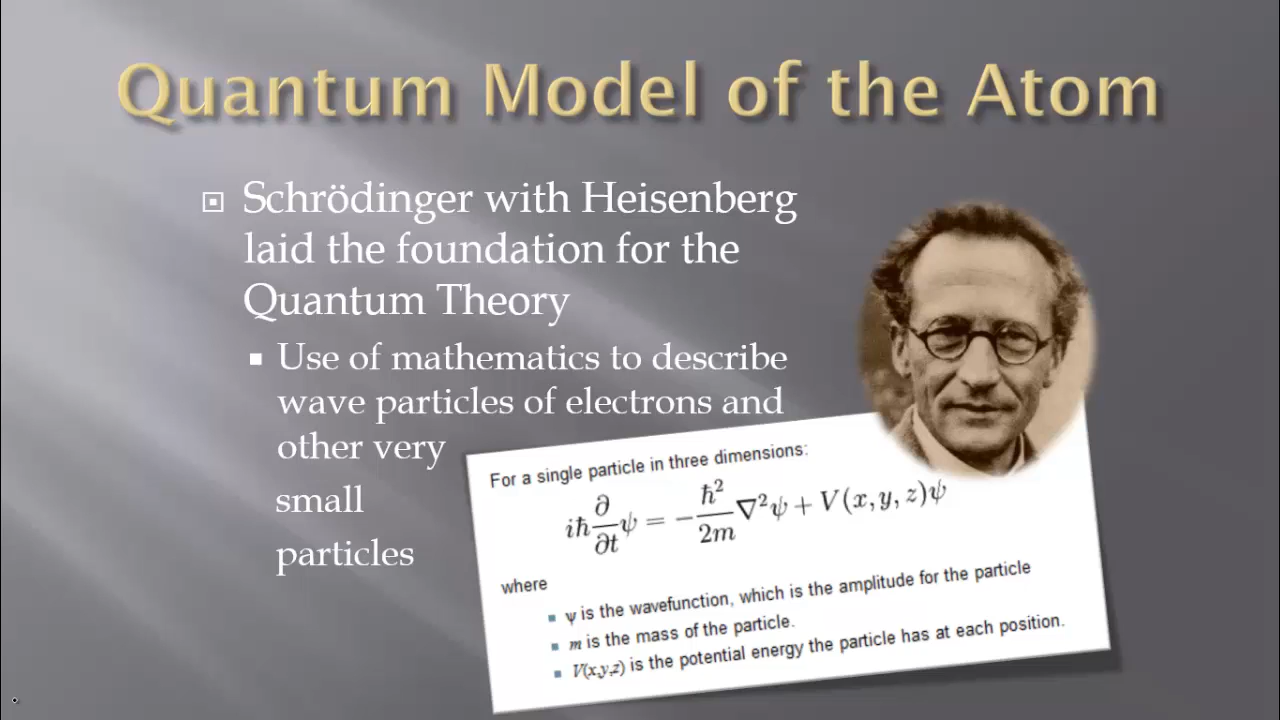 Quantum Model of the Atom
Schrödinger with Heisenberg
laid the foundation for the
Quantum Theory
Use of mathematics to describe
wave particles of electrons and
other very
small
particles
For a single particle in three dimensions:
iℏ ∂/∂t ψ = −ℏ²/2m ∇²ψ + V(x, y, z)ψ
where
ψ is the wavefunction, which is the amplitude for the particle
m is the mass of the particle.
V(x,y,z) is the potential energy the particle has at each position.